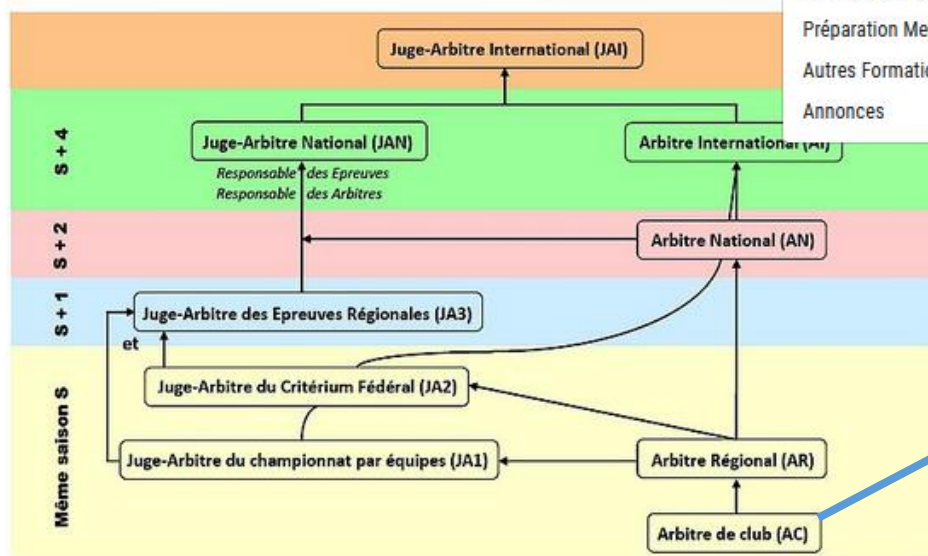 Préparation Me
Autres Formatio
Annonces
Juge-Arbitre International (JAI)
S + 4
Juge-Arbitre National (JAN)
Arbitre International (AI)
Responsable des Epreuves
Responsable des Arbitres
S + 2
Arbitre National (AN)
S + 1
Juge-Arbitre des Epreuves Régionales (JA3)
et
Même saison S
Juge-Arbitre du Critérium Fédéral (JA2)
Juge-Arbitre du championnat par équipes (JA1)
Arbitre Régional (AR)
Arbitre de club (AC)